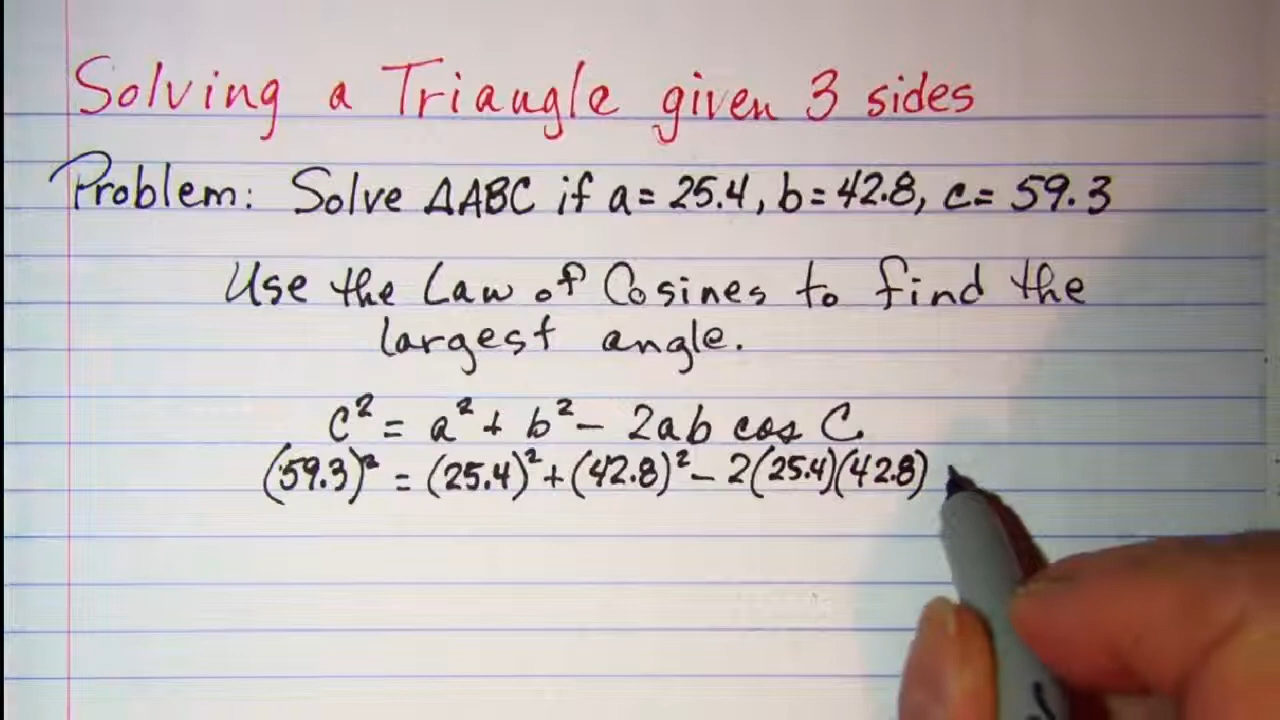 Solving a Triangle given 3 sides
Problem: Solve ΔABC if a = 25.4, b = 42.8, c = 59.3
Use the Law of Cosines to find the
largest angle.
c² = a² + b² - 2ab cos C
(59.3)² = (25.4)² + (42.8)² - 2(25.4)(42.8)